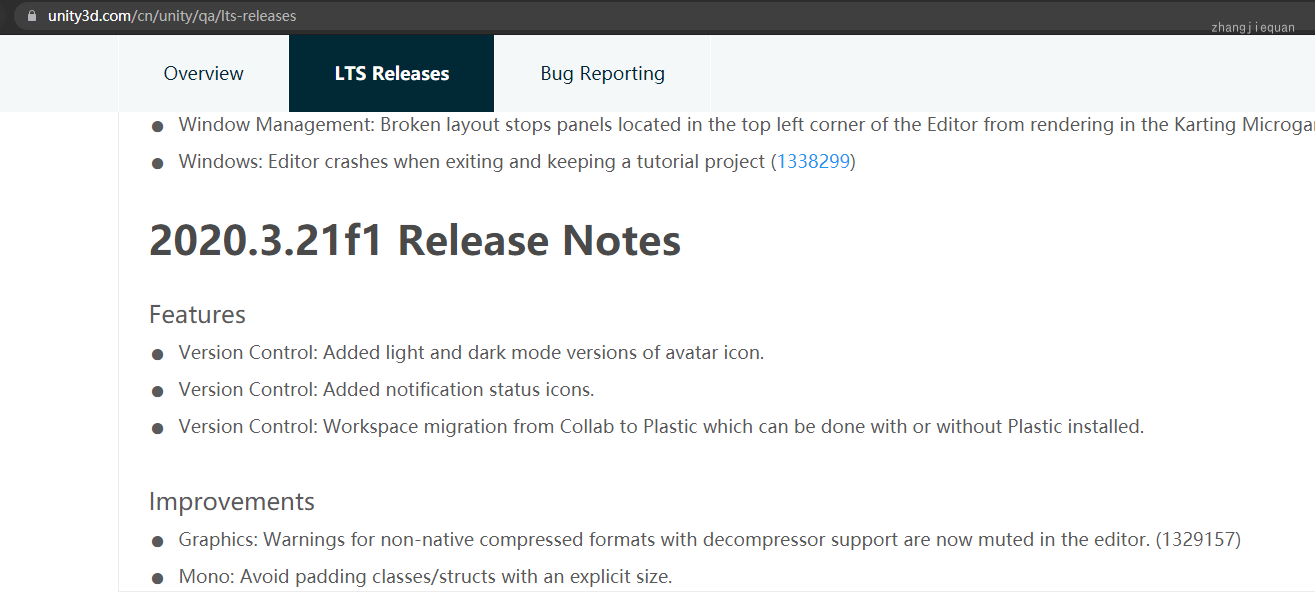 unity3d.com/cn/unity/qa/lts-releases
zhangjiequan
Overview LTS Releases Bug Reporting
● Window Management: Broken layout stops panels located in the top left corner of the Editor from rendering in the Karting
● Windows: Editor crashes when exiting and keeping a tutorial project (1338299)
2020.3.21f1 Release Notes
Features
● Version Control: Added light and dark mode versions of avatar icon.
● Version Control: Added notification status icons.
● Version Control: Workspace migration from Collab to Plastic which can be done with or without Plastic installed.
Improvements
● Graphics: Warnings for non-native compressed formats with decompressor support are now muted in the editor. (1329157)
● Mono: Avoid padding classes/structs with an explicit size.